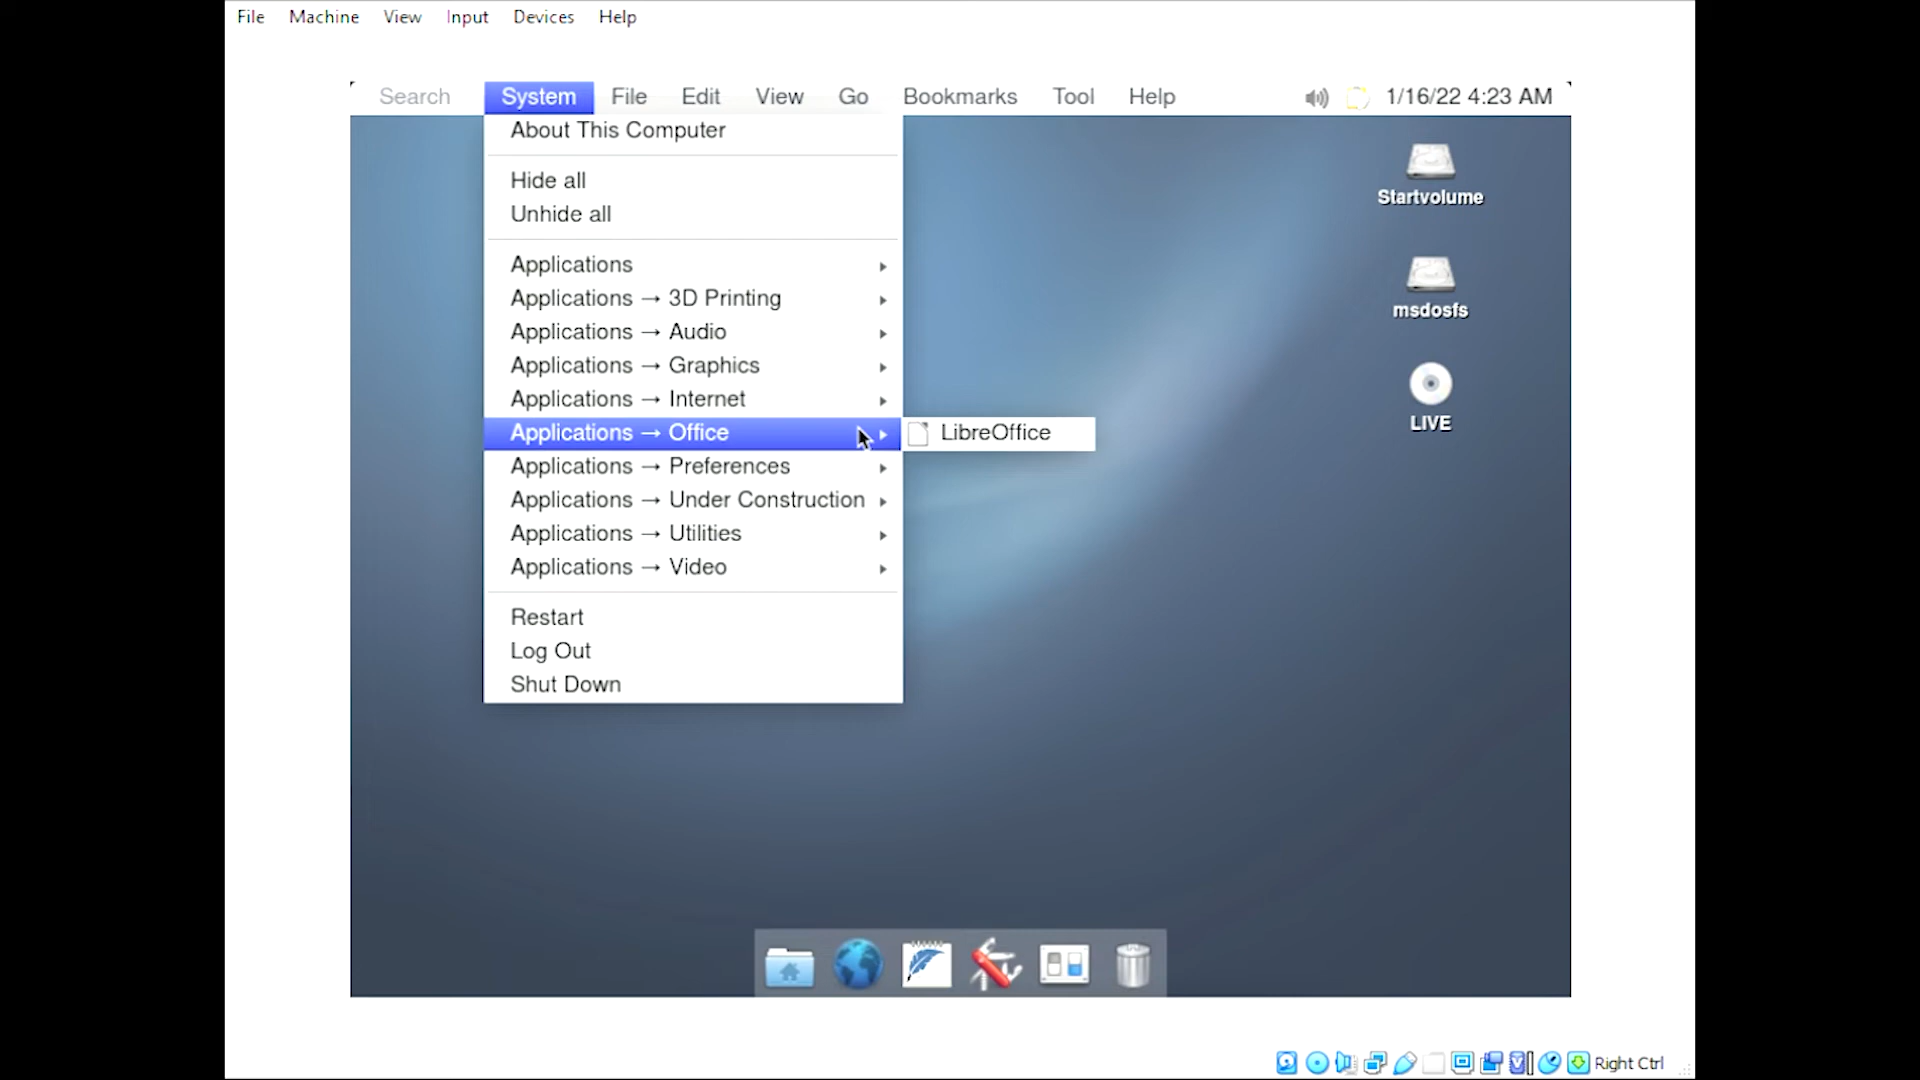 File Machine View Input Devices Help
Search System File Edit View Go Bookmarks Tool Help 1/16/22 4:23 AM
About This Computer
Hide all
Unhide all
Applications
Applications → 3D Printing
Applications → Audio
Applications → Graphics
Applications → Internet
Applications → Office
LibreOffice
Applications → Preferences
Applications → Under Construction
Applications → Utilities
Applications → Video
Restart
Log Out
Shut Down
Startvolume
msdosfs
LIVE
Right Ctrl